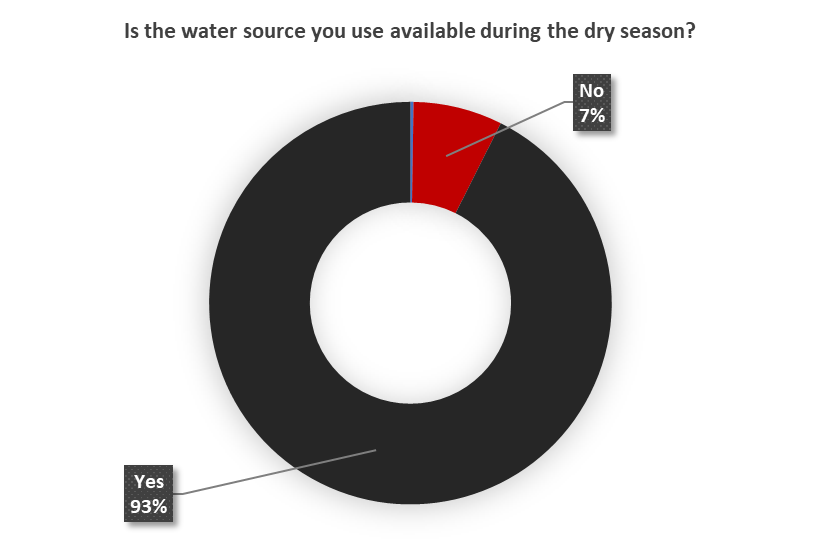 Is the water source you use available during the dry season?
No
7%
Yes
93%